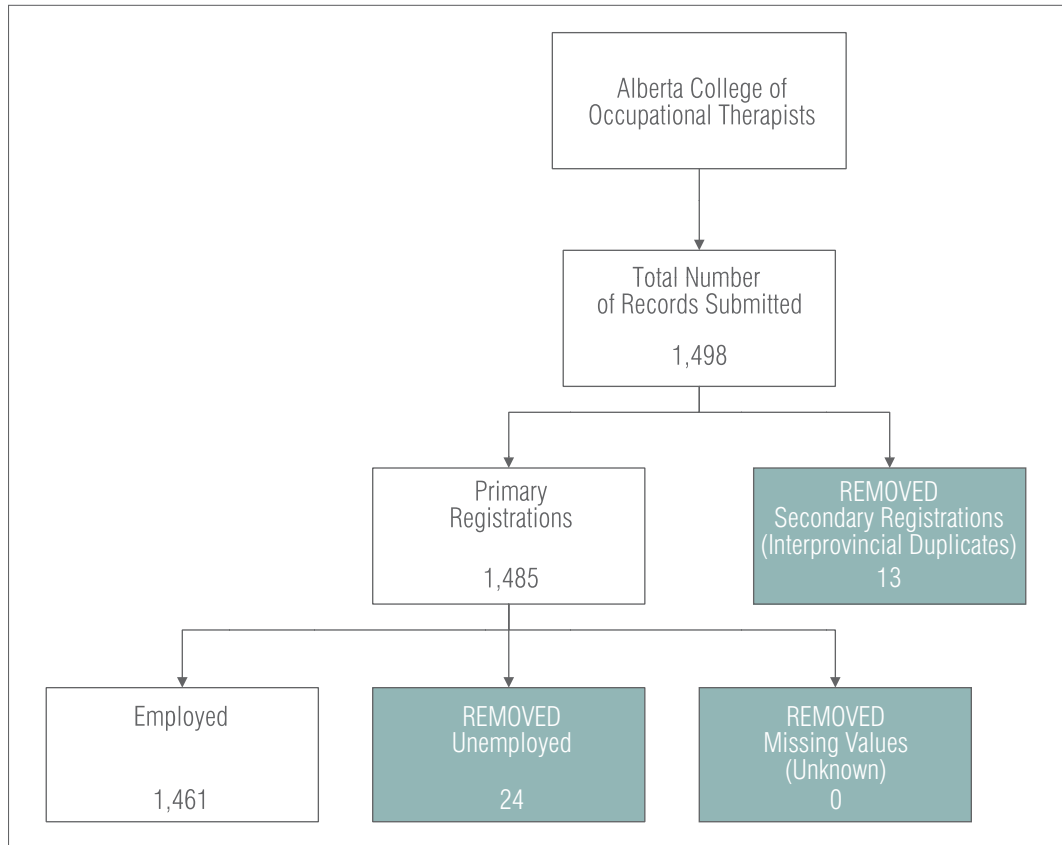 Alberta College of
Occupational Therapists
Total Number
of Records Submitted
1,498
Primary
Registrations
1,485
REMOVED
Secondary Registrations
(Interprovincial Duplicates)
13
Employed
1,461
REMOVED
Unemployed
24
REMOVED
Missing Values
(Unknown)
0